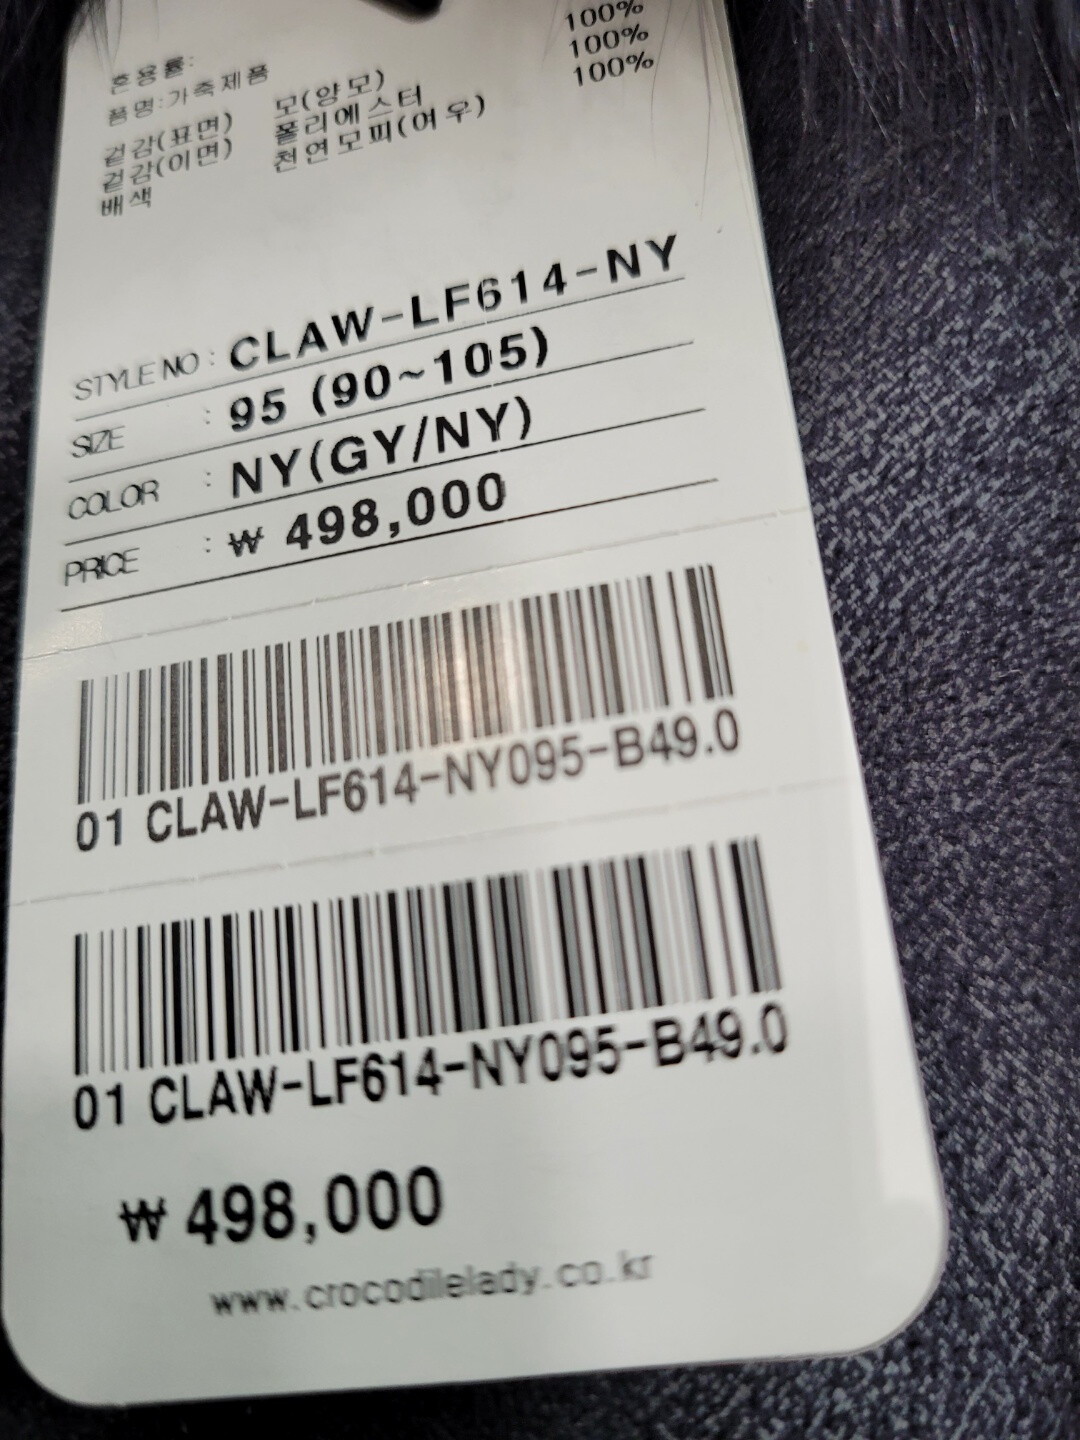 혼용률:
품명:가죽제품
겉감(표면) 모(양모) 100%
겉감(이면) 폴리에스터 100%
배색 천연모피(여우) 100%
STYLE NO : CLAW-LF614-NY
SIZE : 95 (90~105)
COLOR : NY(GY/NY)
PRICE : ₩ 498,000
01 CLAW-LF614-NY095-B49.0
01 CLAW-LF614-NY095-B49.0
₩ 498,000
www.crocodilelady.co.kr